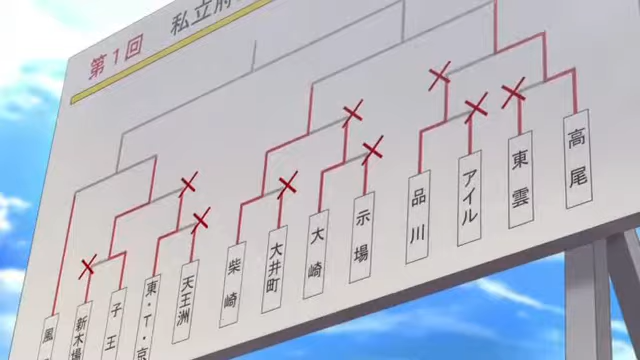 第1回 私立府
風
新木場
子王
東・T・京
天王洲
柴崎
大井町
大崎
示場
品川
アイル
東雲
高尾